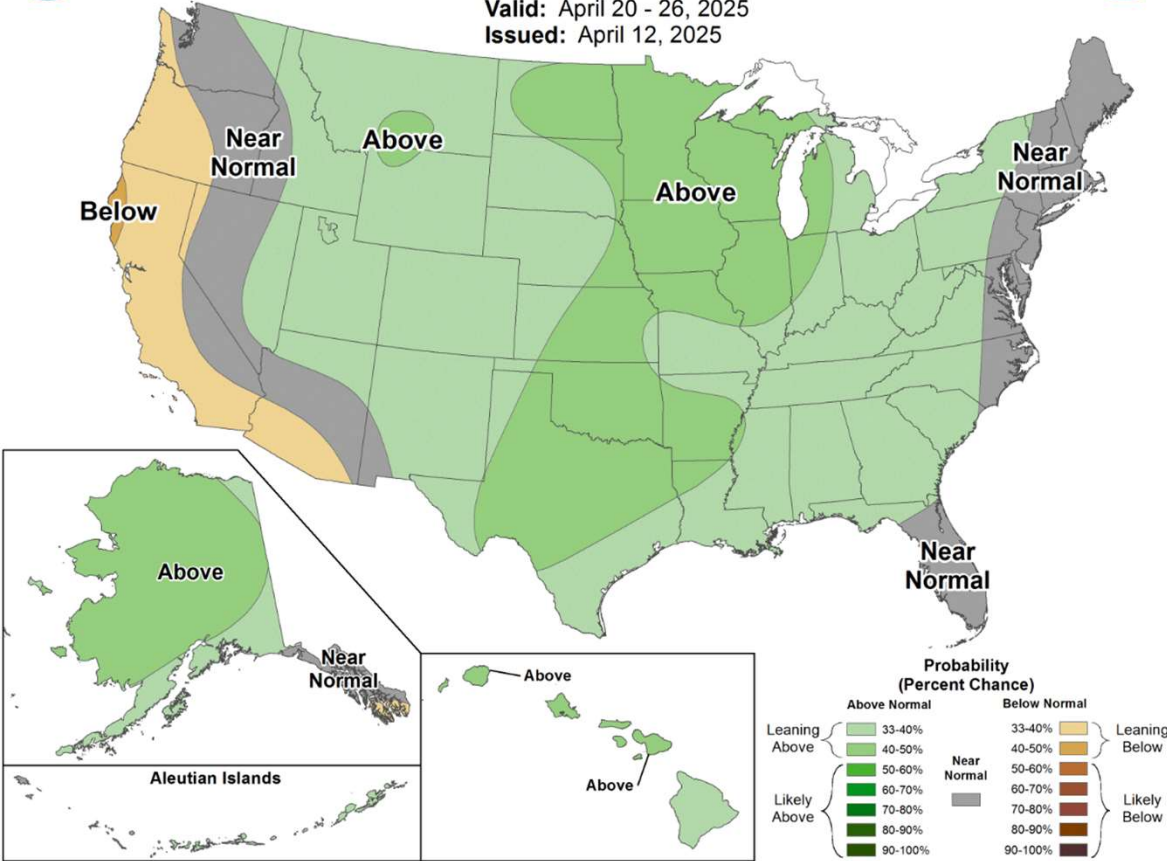 Valid: April 20 - 26, 2025
Issued: April 12, 2025
Near
Normal
Above
Above
Near
Normal
Below
Above
Near
Normal
Near
Normal
Above
Above
Aleutian Islands
Probability
(Percent Chance)
Above Normal
Below Normal
Leaning
Above
33-40%
40-50%
Likely
Above
50-60%
60-70%
70-80%
80-90%
90-100%
Near
Normal
33-40%
40-50%
Leaning
Below
50-60%
60-70%
70-80%
80-90%
90-100%
Likely
Below